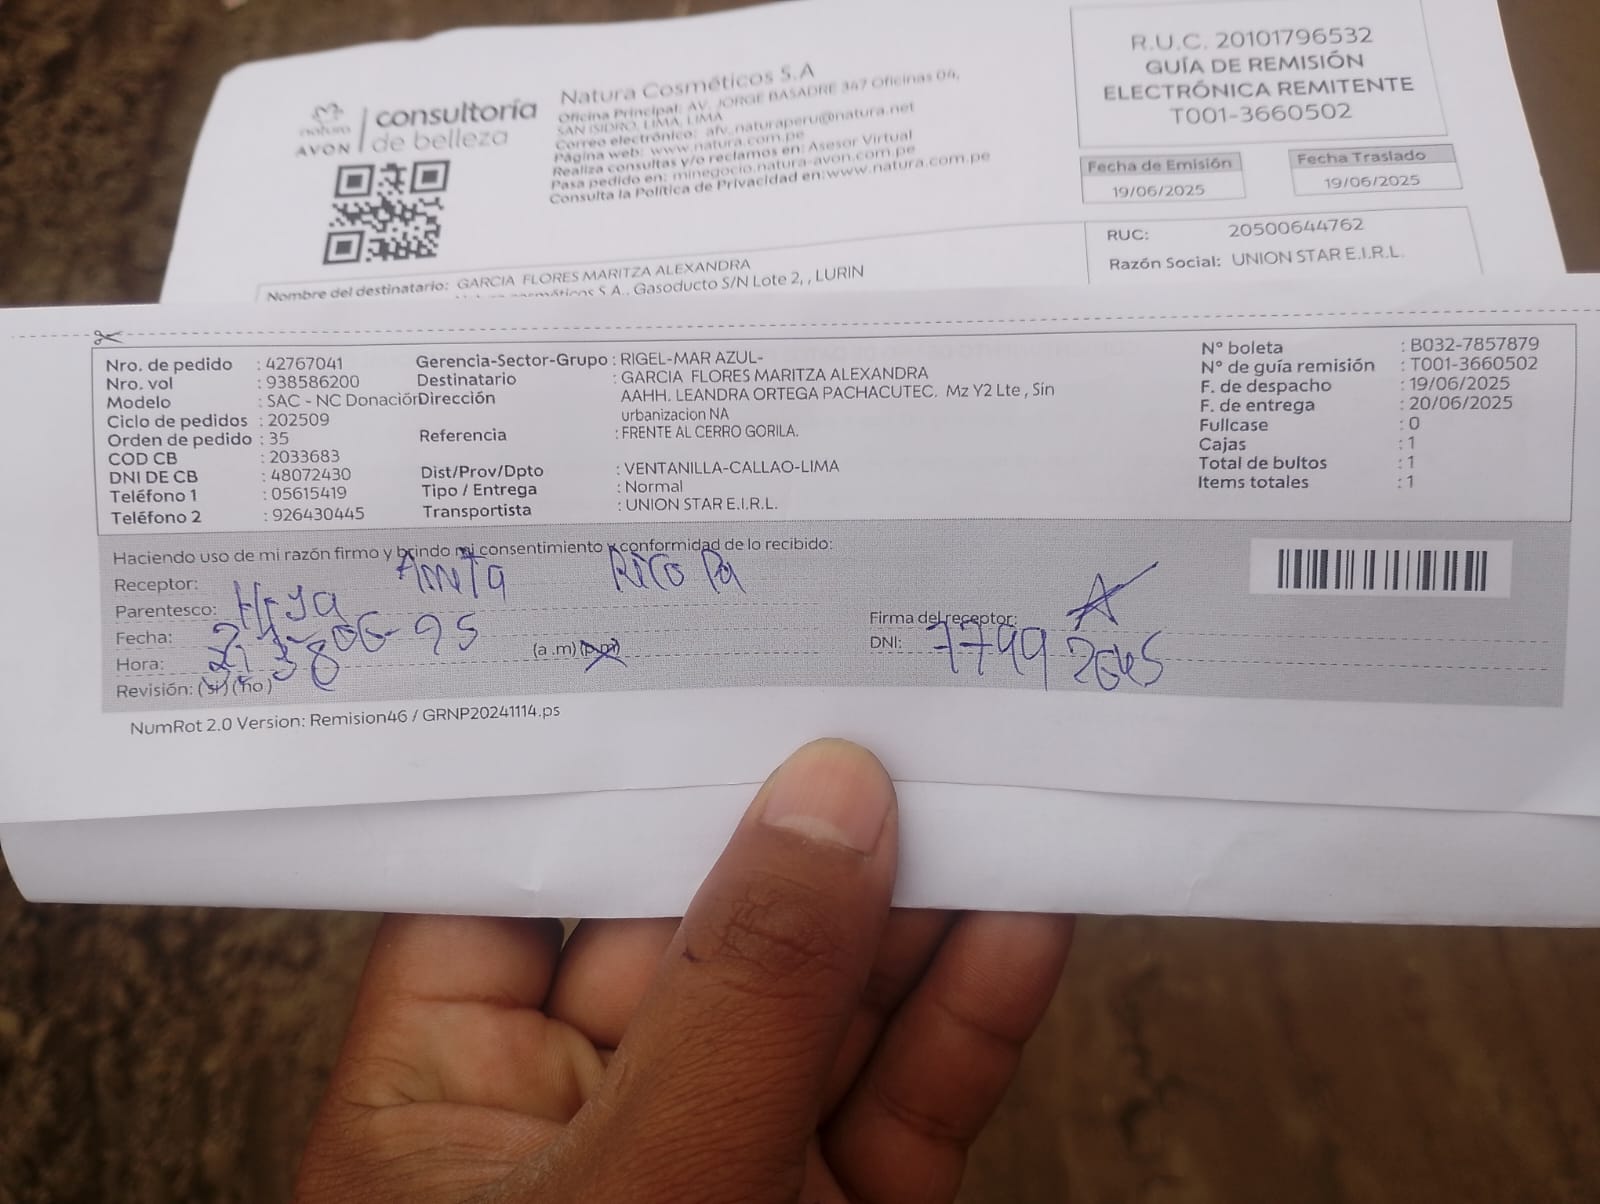 natura
AVON
consultoría
de belleza
Natura Cosméticos S.A
Oficina Principal: AV. JORGE BASADRE 347 Oficinas 04,
SAN ISIDRO, LIMA, LIMA
Correo electrónico: afv_naturaperu@natura.net
Página web: www.natura.com.pe
Realiza consultas y/o reclamos en: Asesor Virtual
Pasa pedido en: minegocio.natura-avon.com.pe
Consulta la Política de Privacidad en:www.natura.com.pe
R.U.C. 20101796532
GUÍA DE REMISIÓN
ELECTRÓNICA REMITENTE
T001-3660502
Fecha de Emisión
19/06/2025
Fecha Traslado
19/06/2025
RUC: 20500644762
Razón Social: UNION STAR E.I.R.L.
Nombre del destinatario: GARCIA FLORES MARITZA ALEXANDRA
Natura cosméticos S.A., Gasoducto S/N Lote 2, , LURIN
Nro. de pedido : 42767041
Nro. vol : 938586200
Modelo : SAC - NC Donación
Ciclo de pedidos : 202509
Orden de pedido : 35
COD CB : 2033683
DNI DE CB : 48072430
Teléfono 1 : 05615419
Teléfono 2 : 926430445
Gerencia-Sector-Grupo : RIGEL-MAR AZUL-
Destinatario : GARCIA FLORES MARITZA ALEXANDRA
Dirección AAHH. LEANDRA ORTEGA PACHACUTEC. Mz Y2 Lte , Sin
urbanizacion NA
Referencia : FRENTE AL CERRO GORILA.
Dist/Prov/Dpto : VENTANILLA-CALLAO-LIMA
Tipo / Entrega : Normal
Transportista : UNION STAR E.I.R.L.
N° boleta : B032-7857879
N° de guía remisión : T001-3660502
F. de despacho : 19/06/2025
F. de entrega : 20/06/2025
Fullcase : 0
Cajas : 1
Total de bultos : 1
Items totales : 1
Haciendo uso de mi razón firmo y brindo mi consentimiento y conformidad de lo recibido:
Receptor: Anita Rico Pa
Parentesco: Hija
Fecha:
Hora: (a .m) (p.m)
Revisión: (si) (no)
Firma del receptor: A
DNI:
NumRot 2.0 Version: Remision46 / GRNP20241114.ps